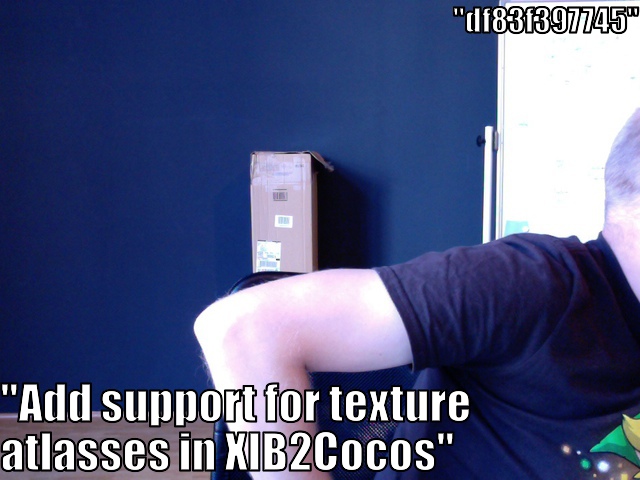 "df83f397745"
"Add support for texture
atlasses in XIB2Cocos"